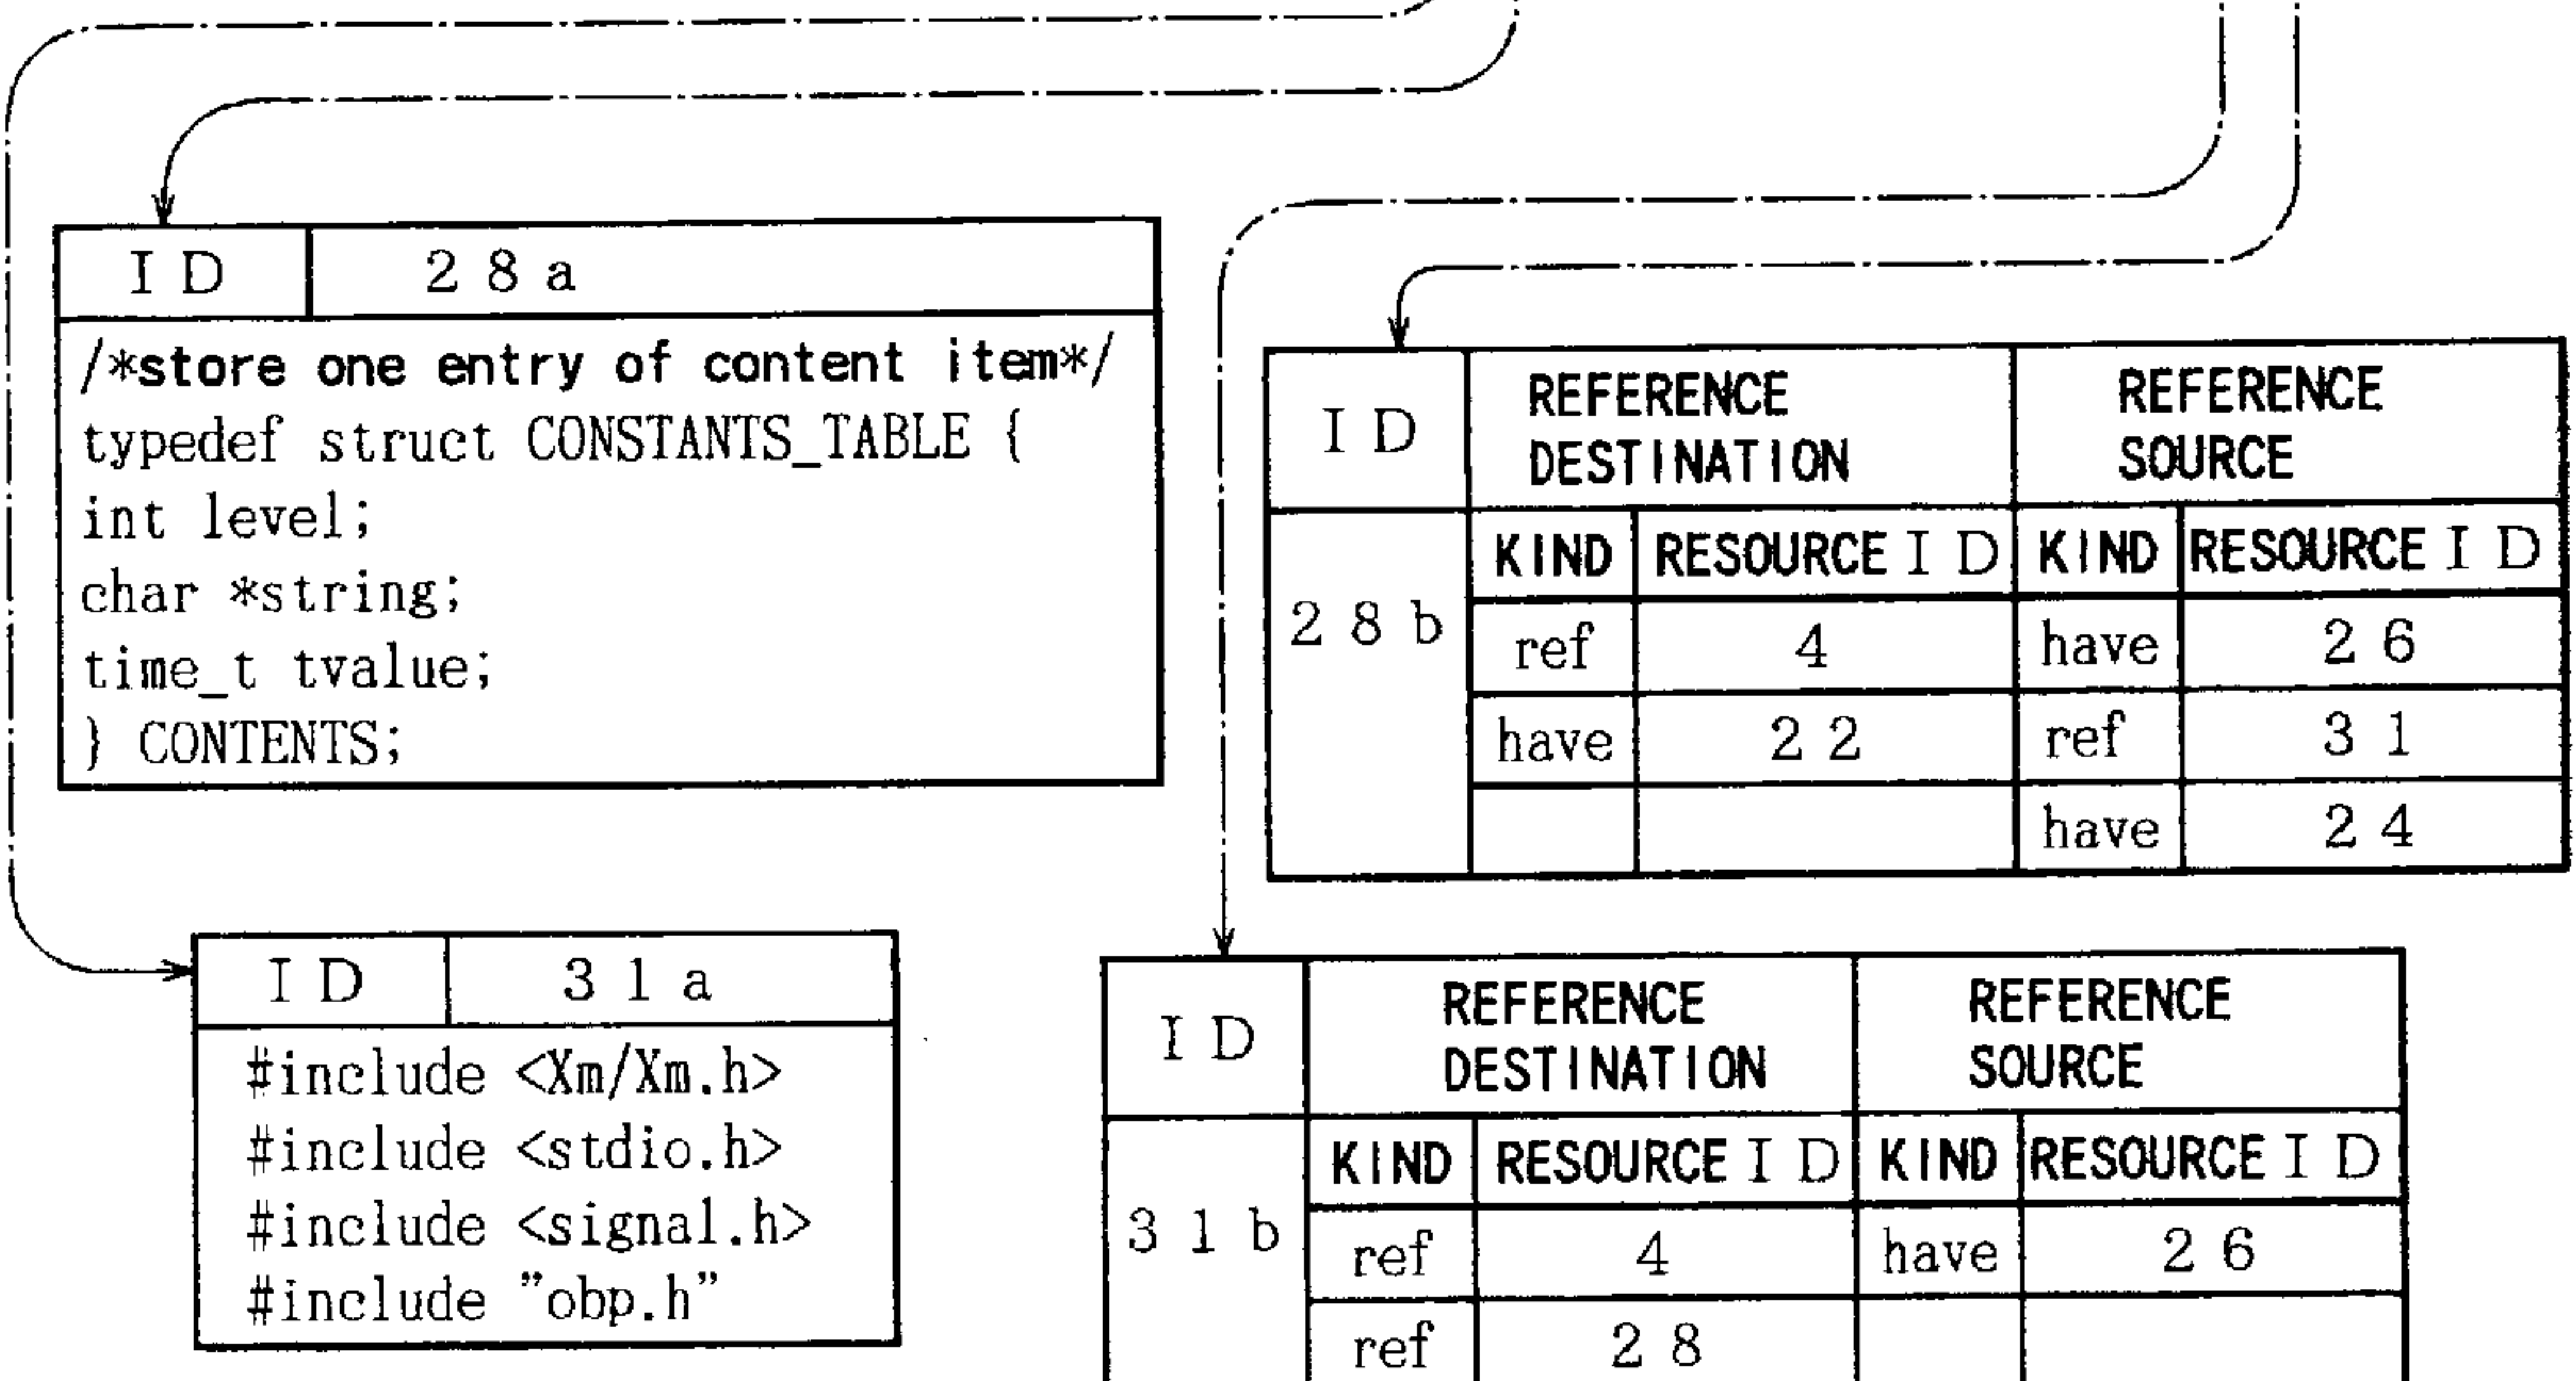 ID 28a
/*store one entry of content item*/
typedef struct CONSTANTS_TABLE {
int level;
char *string;
time_t tvalue;
} CONTENTS;
ID REFERENCE DESTINATION REFERENCE SOURCE
28b KIND RESOURCE ID KIND RESOURCE ID
ref 4 have 26
have 22 ref 31
have 24
ID 31a
#include <Xm/Xm.h>
#include <stdio.h>
#include <signal.h>
#include "obp.h"
ID REFERENCE DESTINATION REFERENCE SOURCE
31b KIND RESOURCE ID KIND RESOURCE ID
ref 4 have 26
ref 28